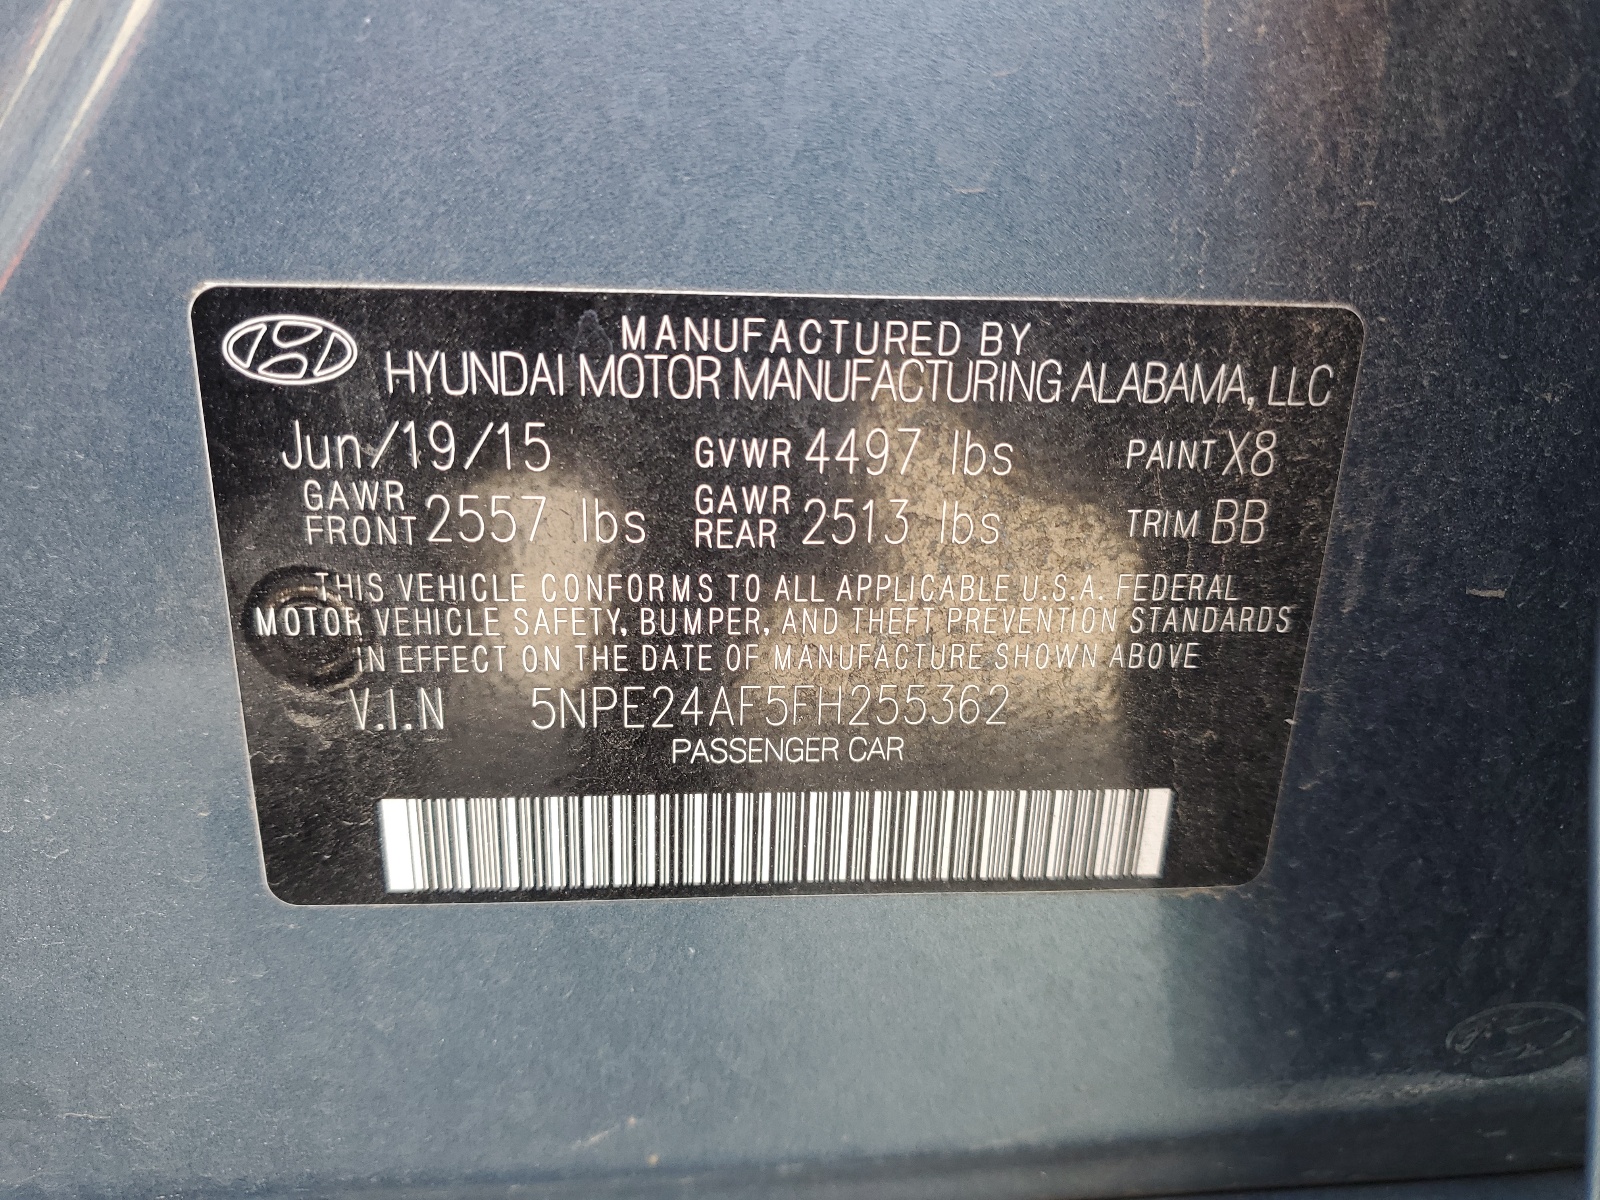 MANUFACTURED BY
HYUNDAI MOTOR MANUFACTURING ALABAMA, LLC
Jun/19/15 GVWR 4497 lbs PAINT X8
GAWR FRONT 2557 lbs GAWR REAR 2513 lbs TRIM BB
THIS VEHICLE CONFORMS TO ALL APPLICABLE U.S.A. FEDERAL
MOTOR VEHICLE SAFETY, BUMPER, AND THEFT PREVENTION STANDARDS
IN EFFECT ON THE DATE OF MANUFACTURE SHOWN ABOVE
V.I.N 5NPE24AF5FH255362
PASSENGER CAR